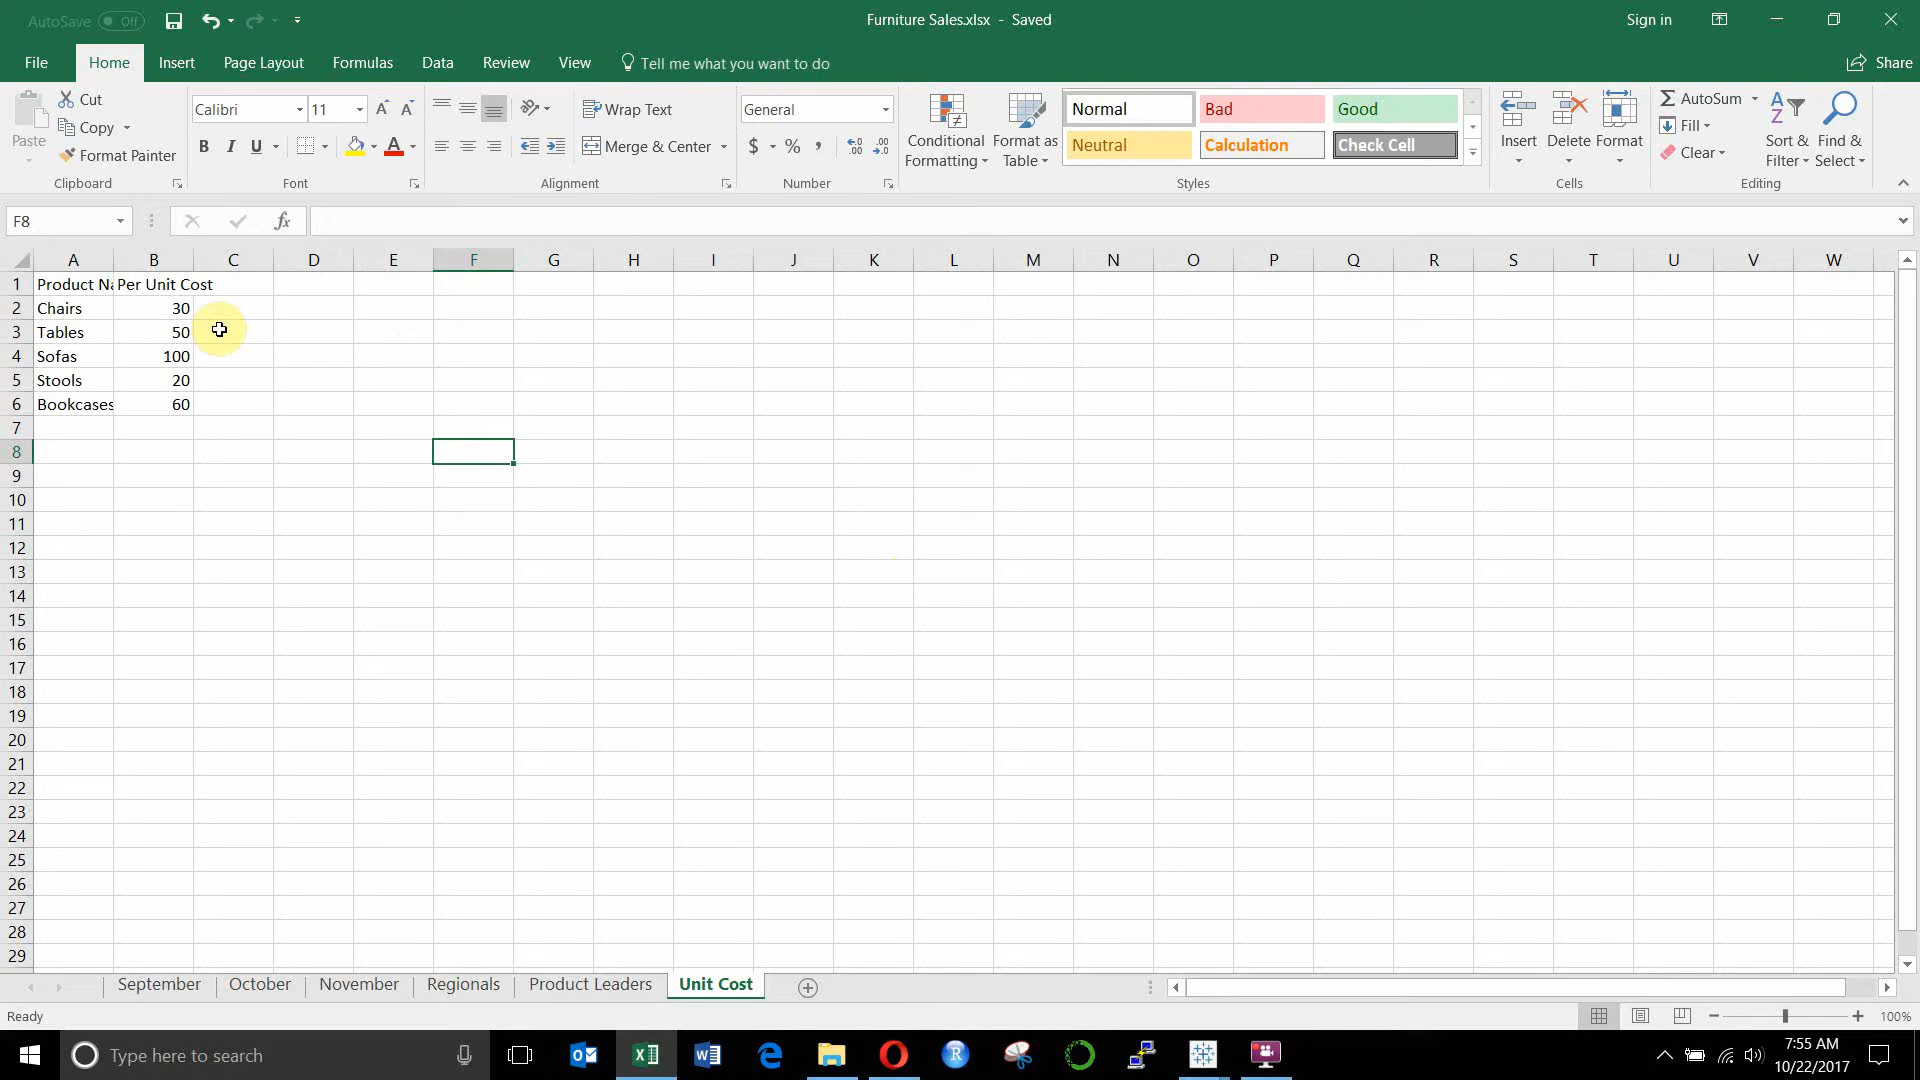 AutoSave Off
Furniture Sales.xlsx - Saved
Sign in
File Home Insert Page Layout Formulas Data Review View Tell me what you want to do Share
Cut
Copy
Format Painter
Paste
Clipboard
Calibri 11
B I U
Font
Wrap Text
Merge & Center
Alignment
General
$ % ,
Number
Conditional Formatting
Format as Table
Normal Bad Good
Neutral Calculation Check Cell
Styles
Insert Delete Format
Cells
AutoSum
Fill
Clear
Sort & Filter
Find & Select
Editing
F8 fx
A B C D E F G H I J K L M N O P Q R S T U V W
1 Product Na Per Unit Cost
2 Chairs 30
3 Tables 50
4 Sofas 100
5 Stools 20
6 Bookcases 60
7
8
9
10
11
12
13
14
15
16
17
18
19
20
21
22
23
24
25
26
27
28
29
September October November Regionals Product Leaders Unit Cost
Ready
100%
Type here to search
7:55 AM
10/22/2017